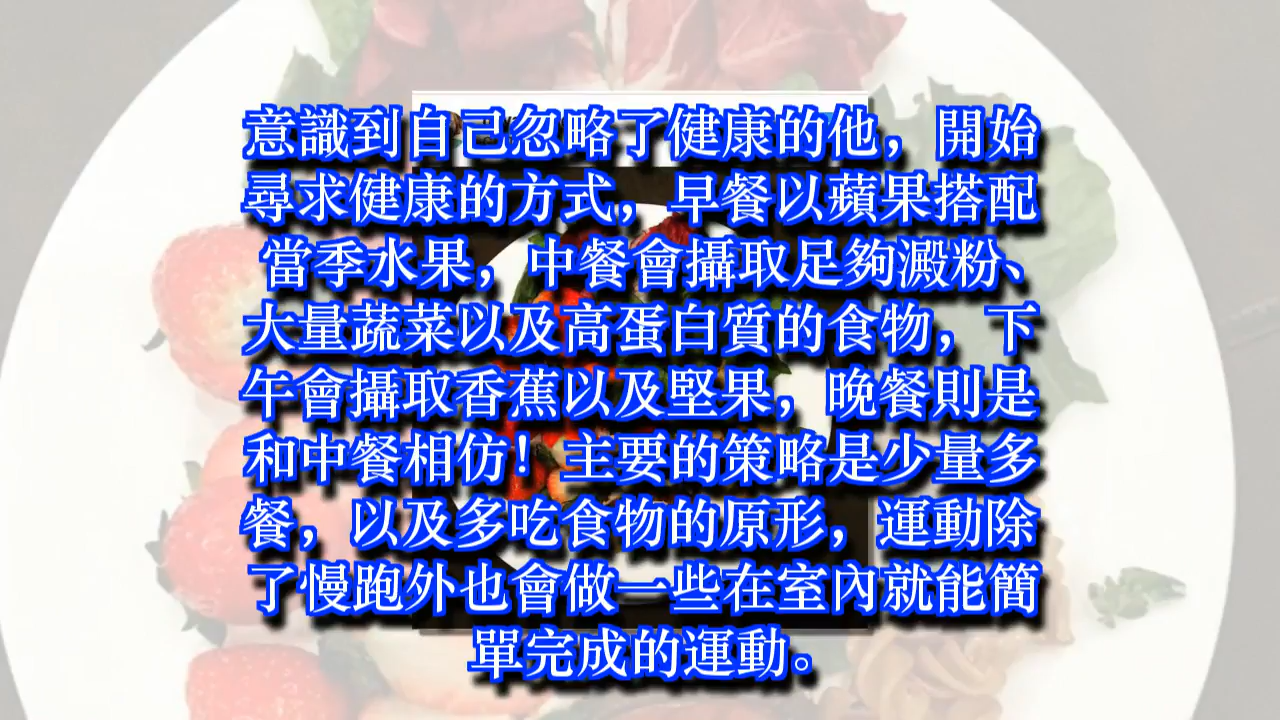 意識到自己忽略了健康的他，開始
尋求健康的方式，早餐以蘋果搭配
當季水果，中餐會攝取足夠澱粉、
大量蔬菜以及高蛋白質的食物，下
午會攝取香蕉以及堅果，晚餐則是
和中餐相仿！主要的策略是少量多
餐，以及多吃食物的原形，運動除
了慢跑外也會做一些在室內就能簡
單完成的運動。